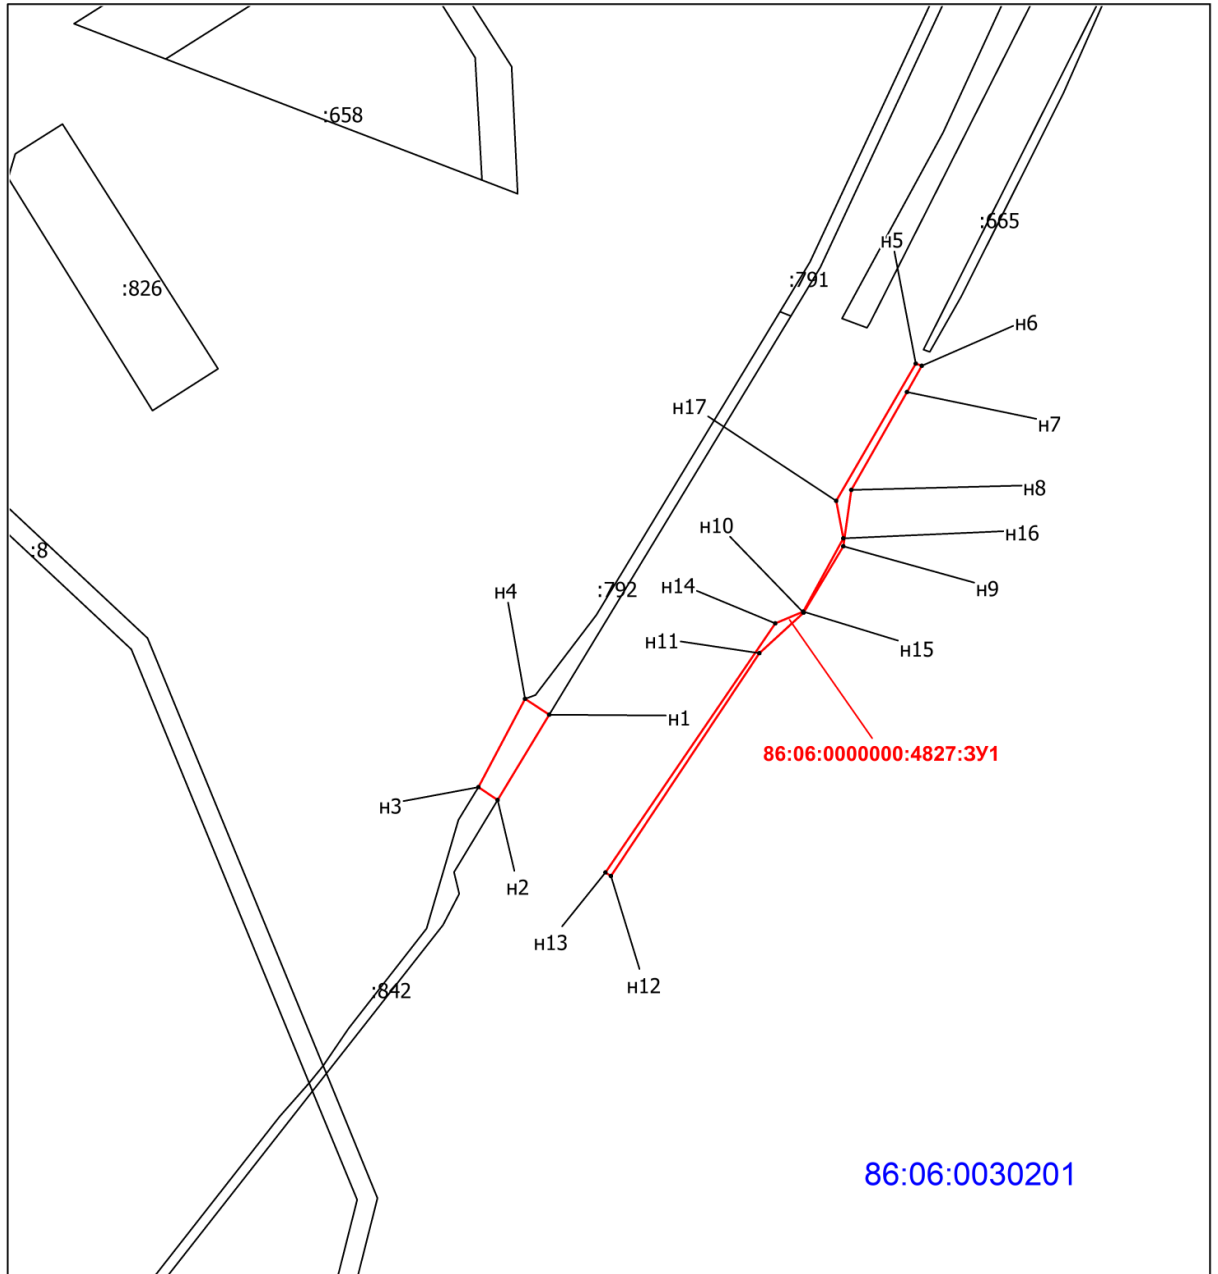 :658
:665
н5
:791
:826
н6
н17
н7
н8
н10
н16
:8
н14
:792
н9
н4
н11
н15
н1
86:06:0000000:4827:ЗУ1
н3
н2
н13
н12
:842
86:06:0030201